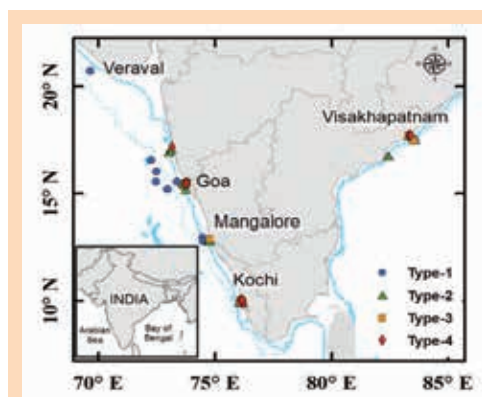 Veraval
20° N
Visakhapatnam
Goa
15° N
Mangalore
Kochi
10° N
INDIA
Arabian
Sea
Bay of
Bengal
Type-1
Type-2
Type-3
Type-4
70° E
75° E
80° E
85° E